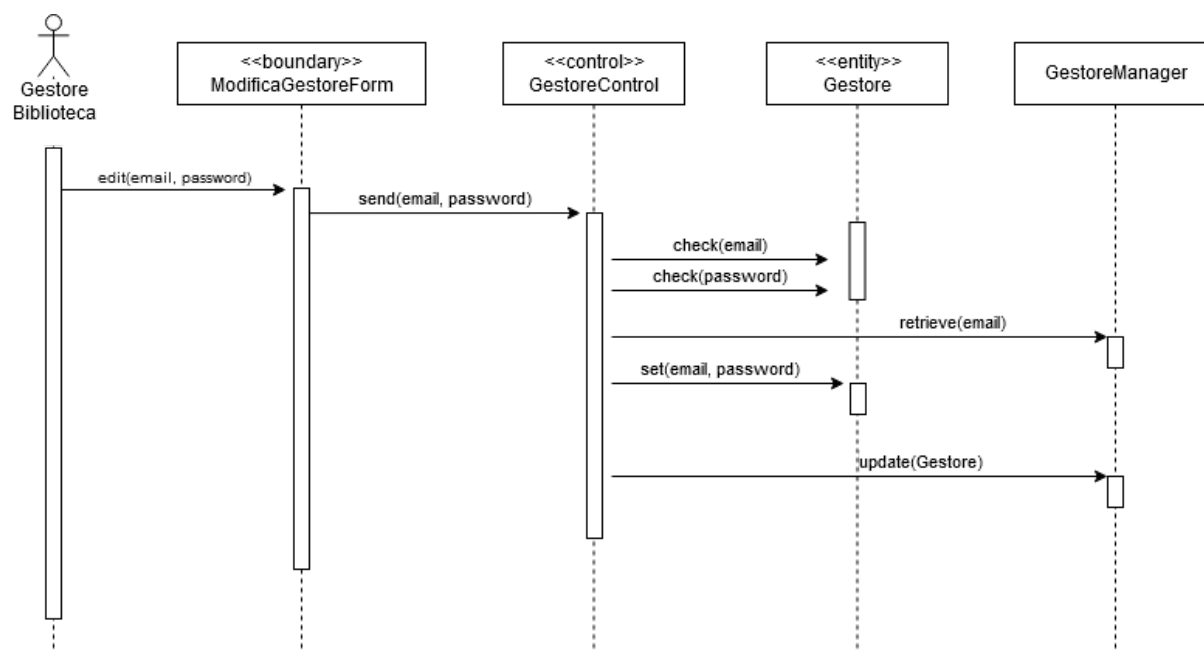 Gestore
Biblioteca
<<boundary>>
ModificaGestoreForm
<<control>>
GestoreControl
<<entity>>
Gestore
GestoreManager
edit(email, password)
send(email, password)
check(email)
check(password)
retrieve(email)
set(email, password)
update(Gestore)